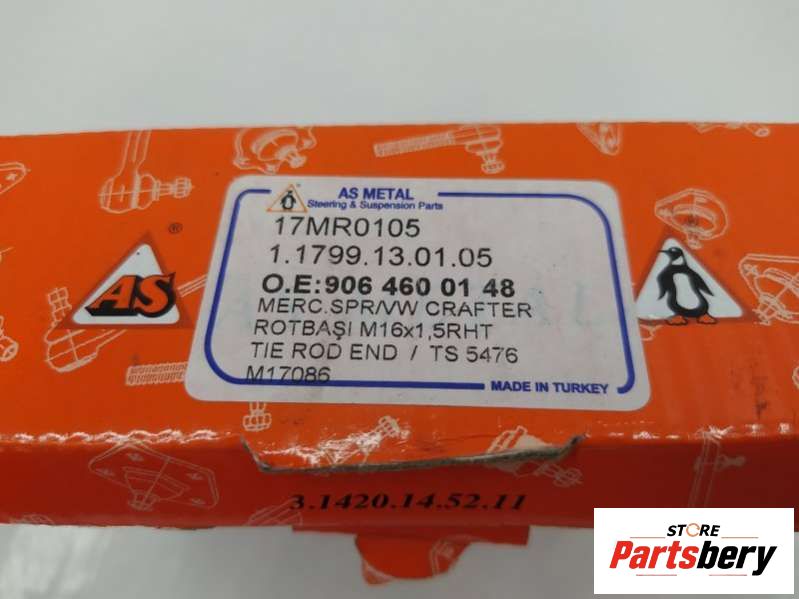 AS METAL
Steering & Suspension Parts
17MR0105
1.1799.13.01.05
O.E:906 460 01 48
MERC.SPR/VW CRAFTER
ROTBAŞI M16x1,5RHT
TIE ROD END / TS 5476
M17086
MADE IN TURKEY
AS
®
®
3.1420.14.52.11
STORE
Partsbery